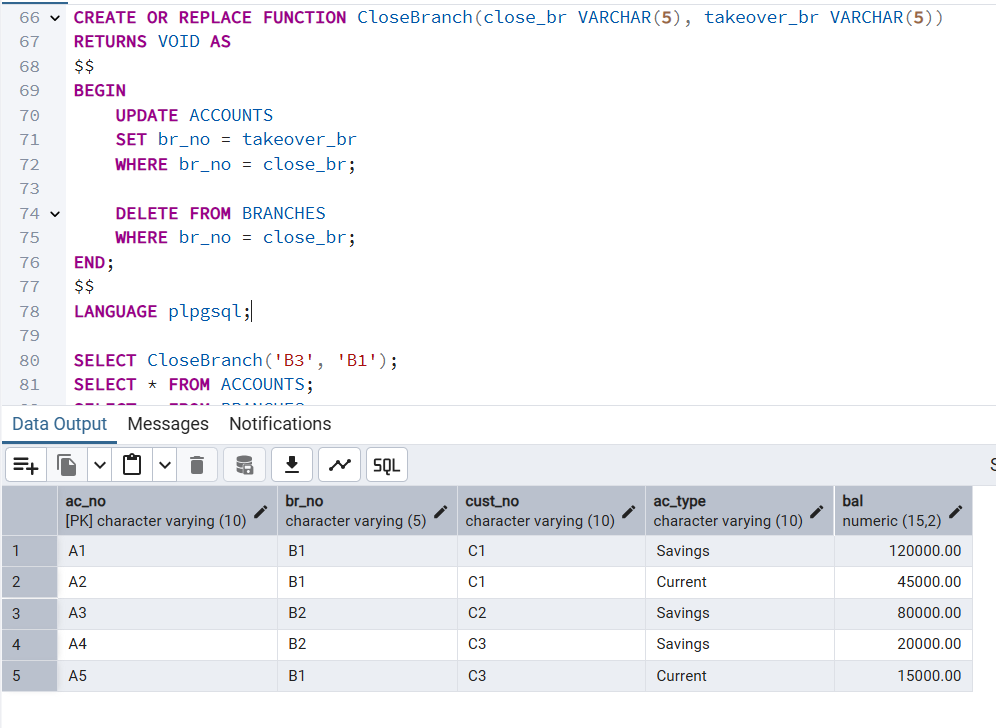 66 CREATE OR REPLACE FUNCTION CloseBranch(close_br VARCHAR(5), takeover_br VARCHAR(5))
67 RETURNS VOID AS
68 $$
69 BEGIN
70 UPDATE ACCOUNTS
71 SET br_no = takeover_br
72 WHERE br_no = close_br;
73
74 DELETE FROM BRANCHES
75 WHERE br_no = close_br;
76 END;
77 $$
78 LANGUAGE plpgsql;
79
80 SELECT CloseBranch('B3', 'B1');
81 SELECT * FROM ACCOUNTS;
Data Output Messages Notifications
SQL
ac_no br_no cust_no ac_type bal
[PK] character varying (10) character varying (5) character varying (10) character varying (10) numeric (15,2)
1 A1 B1 C1 Savings 120000.00
2 A2 B1 C1 Current 45000.00
3 A3 B2 C2 Savings 80000.00
4 A4 B2 C3 Savings 20000.00
5 A5 B1 C3 Current 15000.00